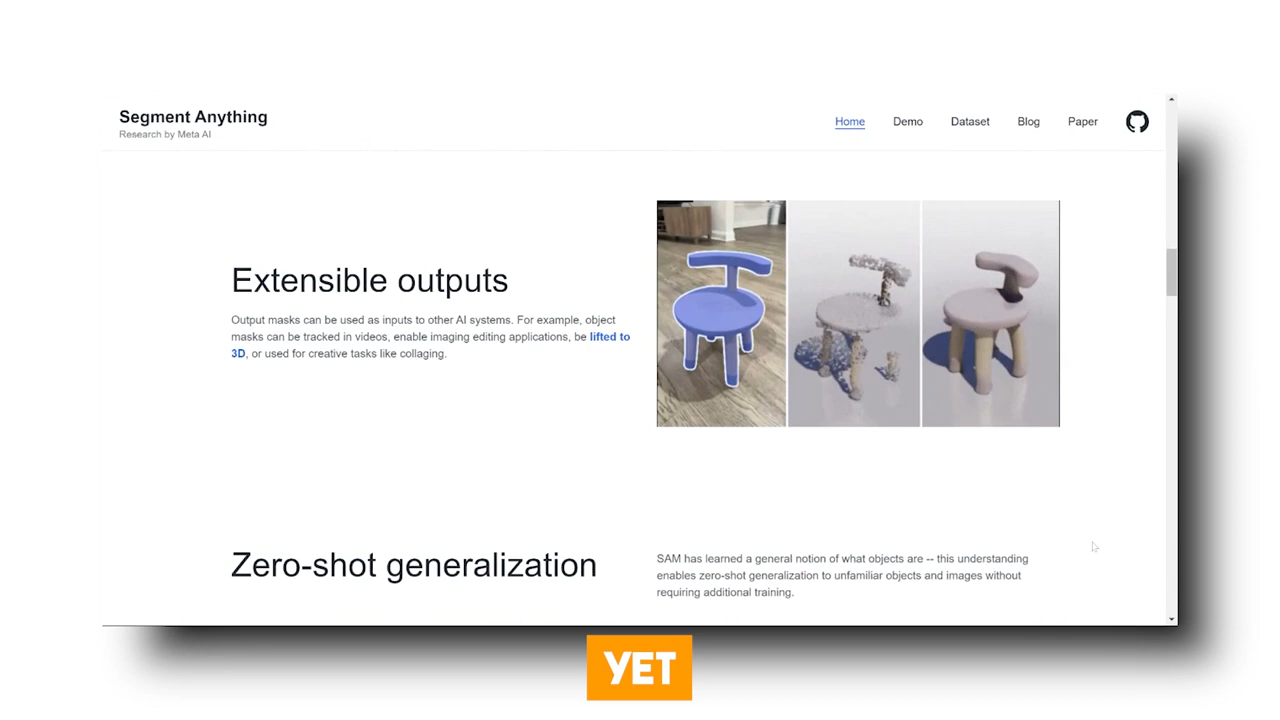 Segment Anything
Research by Meta AI
Home Demo Dataset Blog Paper
Extensible outputs
Output masks can be used as inputs to other AI systems. For example, object
masks can be tracked in videos, enable imaging editing applications, be lifted to
3D, or used for creative tasks like collaging.
Zero-shot generalization
SAM has learned a general notion of what objects are -- this understanding
enables zero-shot generalization to unfamiliar objects and images without
requiring additional training.
YET